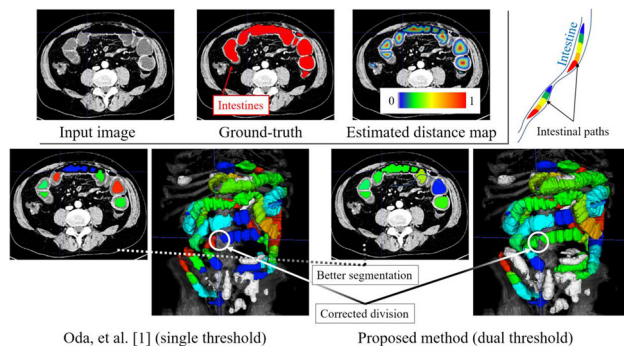 Intestines
0
1
Intestine
Input image
Ground-truth
Estimated distance map
Intestinal paths
Better segmentation
Corrected division
Oda, et al. [1] (single threshold)
Proposed method (dual threshold)